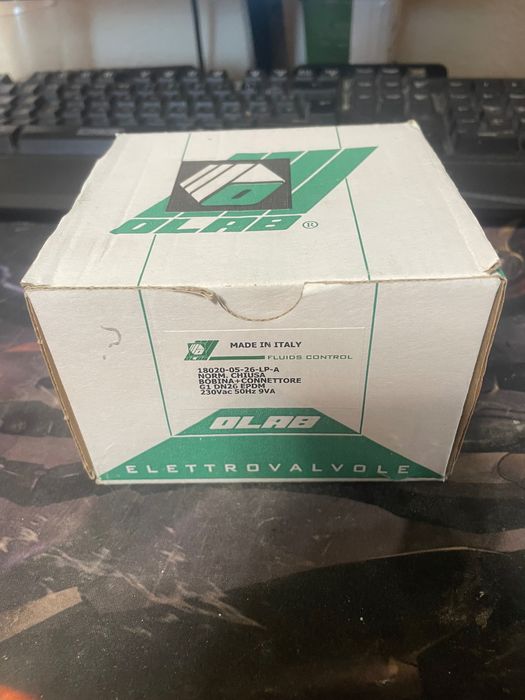 OLAB ®
MADE IN ITALY
FLUIDS CONTROL
18020-05-26-LP-A
NORM. CHIUSA
BOBINA+CONNETTORE
G1 DN26 EPDM
230Vac 50Hz 9VA
OLAB
ELETTROVALVOLE